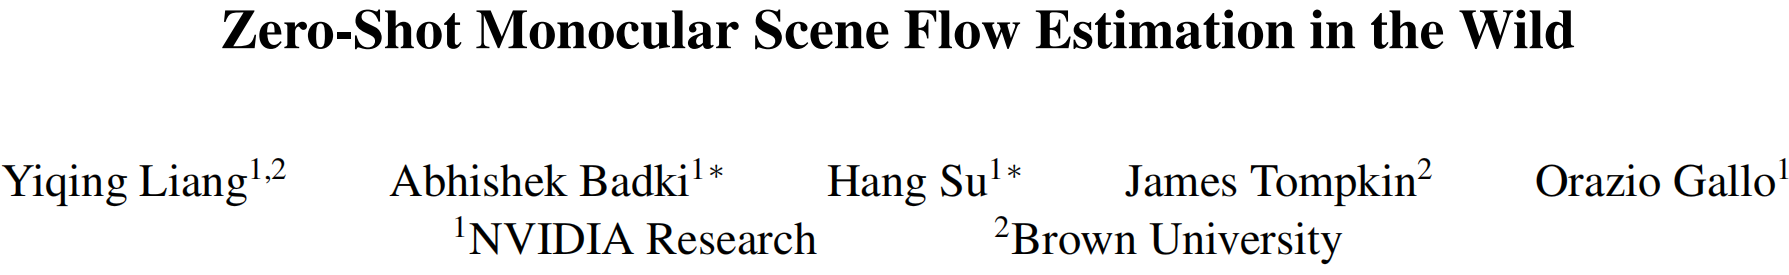 Zero-Shot Monocular Scene Flow Estimation in the Wild
Yiqing Liang1,2 Abhishek Badki1* Hang Su1* James Tompkin2 Orazio Gallo1
1NVIDIA Research 2Brown University